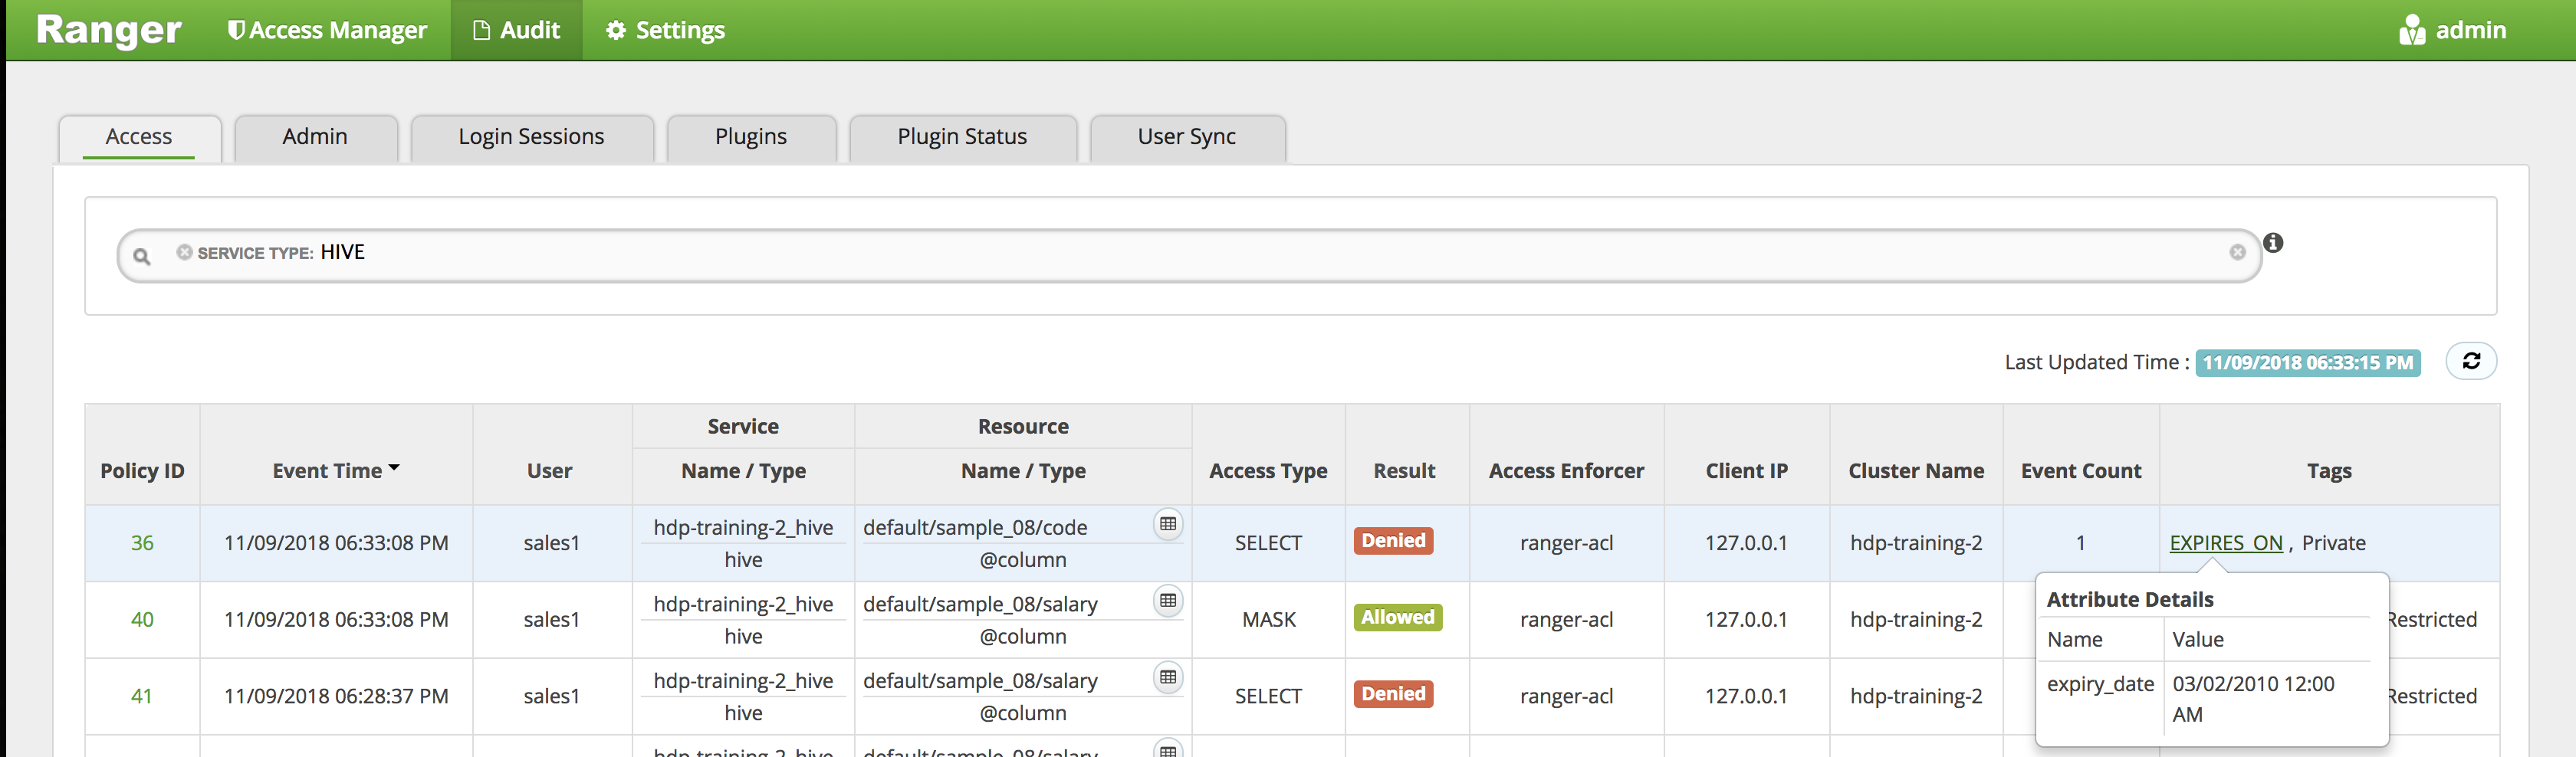 Ranger Access Manager Audit Settings admin
Access Admin Login Sessions Plugins Plugin Status User Sync
SERVICE TYPE: HIVE
Last Updated Time : 11/09/2018 06:33:15 PM
Service Resource
Policy ID Event Time User Name / Type Name / Type Access Type Result Access Enforcer Client IP Cluster Name Event Count Tags
36 11/09/2018 06:33:08 PM sales1 hdp-training-2_hive default/sample_08/code SELECT Denied ranger-acl 127.0.0.1 hdp-training-2 1 EXPIRES_ON , Private
hive @column
40 11/09/2018 06:33:08 PM sales1 hdp-training-2_hive default/sample_08/salary MASK Allowed ranger-acl 127.0.0.1 hdp-training-2 Restricted
hive @column
41 11/09/2018 06:28:37 PM sales1 hdp-training-2_hive default/sample_08/salary SELECT Denied ranger-acl 127.0.0.1 hdp-training-2 Restricted
hive @column
hdp-training-2_hive default/sample_08/salary
Attribute Details
Name Value
expiry_date 03/02/2010 12:00
AM